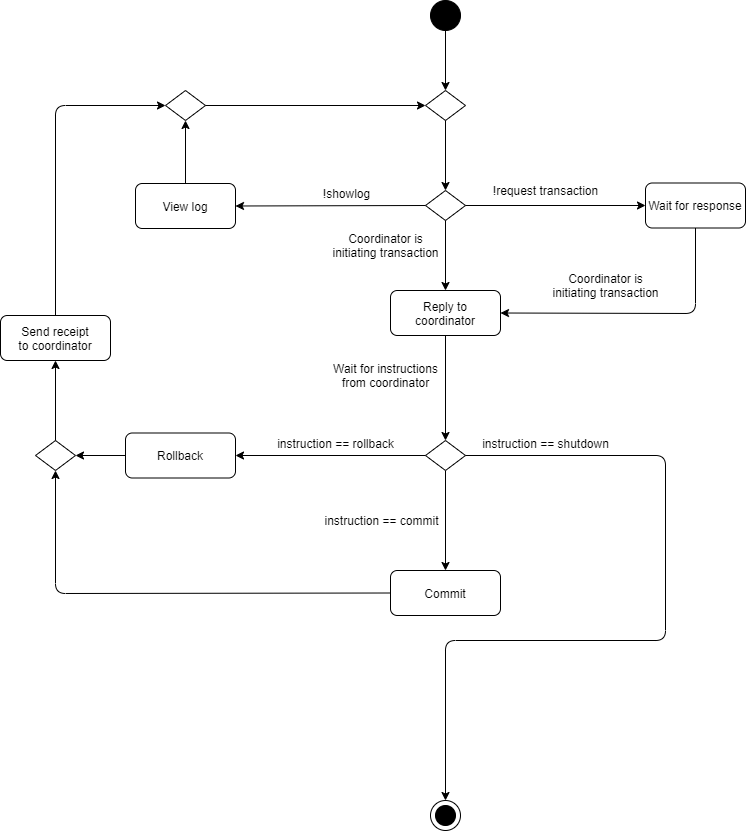 !showlog
!request transaction
View log
Wait for response
Coordinator is
initiating transaction
Coordinator is
initiating transaction
Reply to
coordinator
Send receipt
to coordinator
Wait for instructions
from coordinator
Rollback
instruction == rollback
instruction == shutdown
instruction == commit
Commit